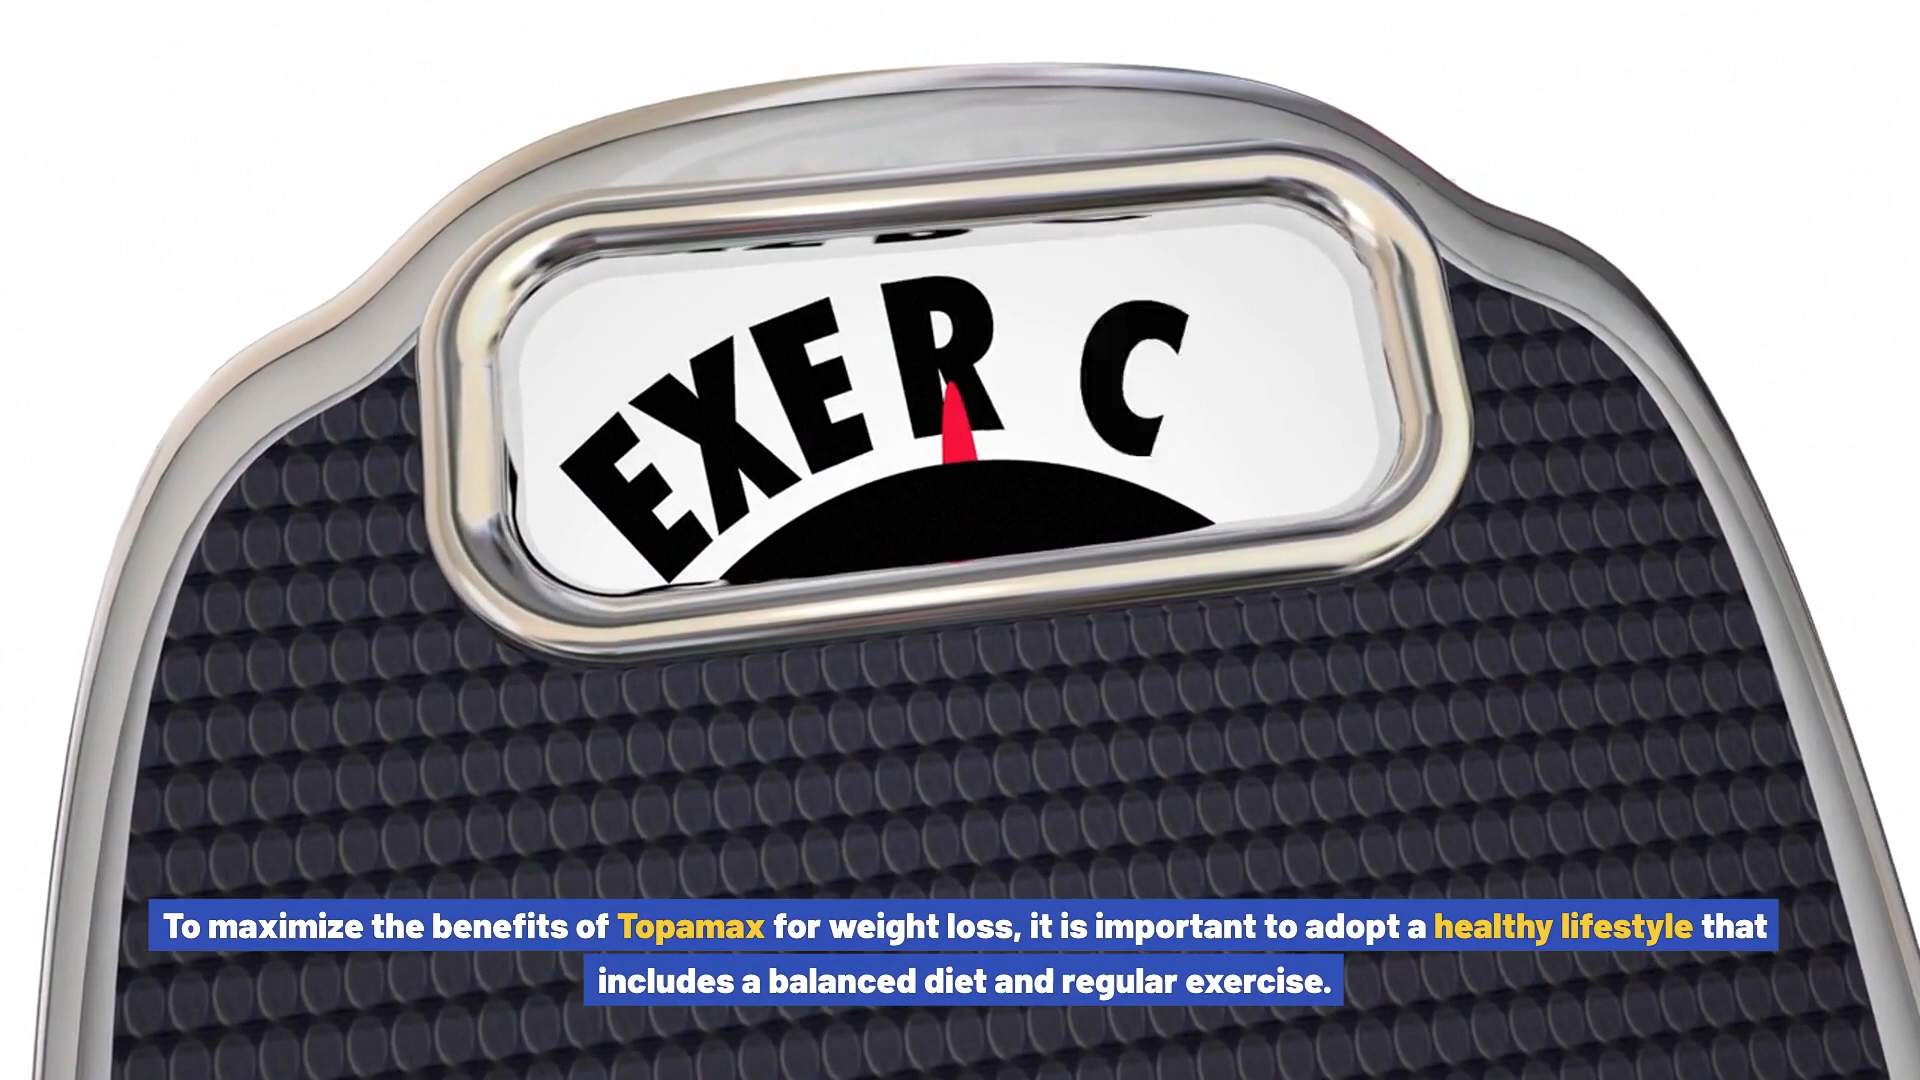 EXER C
To maximize the benefits of Topamax for weight loss, it is important to adopt a healthy lifestyle that
includes a balanced diet and regular exercise.